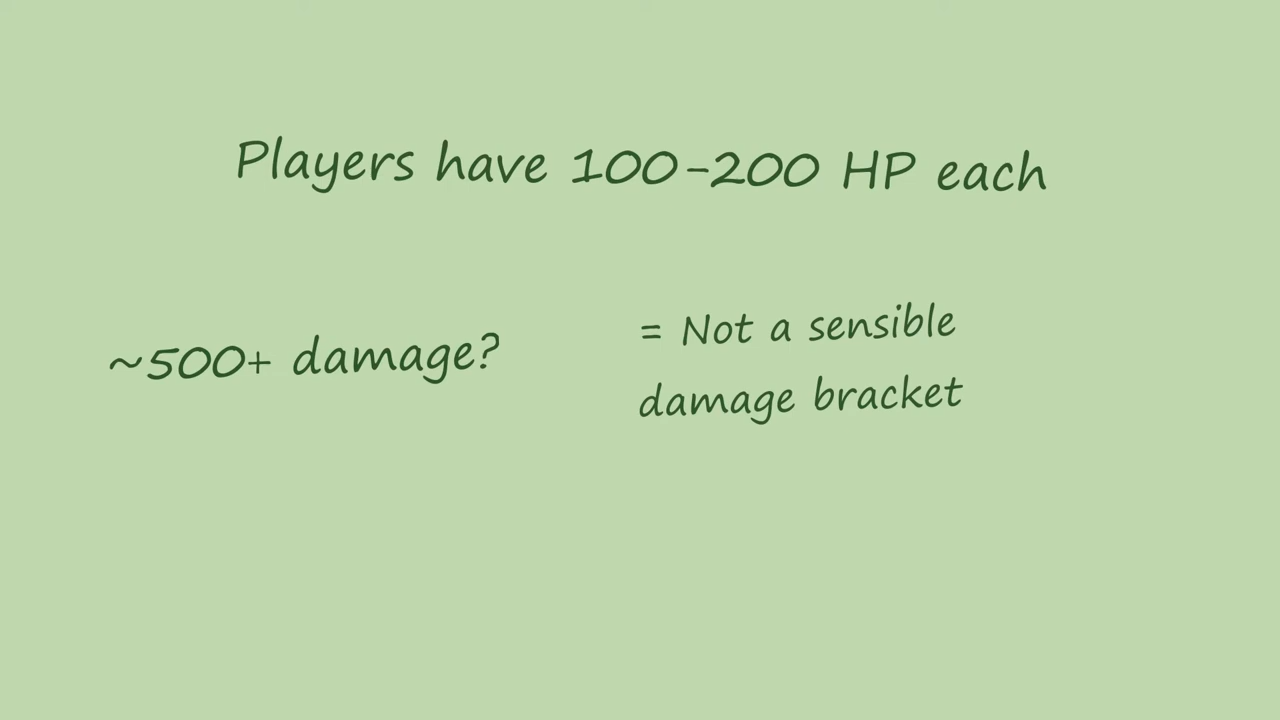 Players have 100-200 HP each
~500+ damage?
= Not a sensible
damage bracket